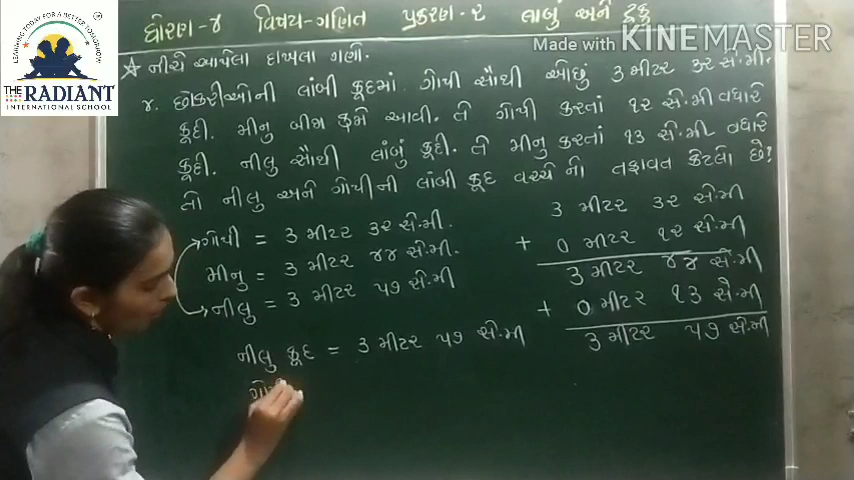 LEARNING TODAY FOR A BETTER TOMORROW
THE RADIANT
INTERNATIONAL SCHOOL
Made with KINEMASTER
ધોરણ-૪ વિષય-ગણિત પ્રકરણ-૨ લાંબુ અને ટૂંકુ
☆ નીચે આપેલા દાખલા ગણો.
૪. છોકરીઓની લાંબી કૂદમાં ગોપી સૌથી ઓછું ૩ મીટર ૩૨ સે.મી.
કૂદી. મીનુ બીજા ક્રમે આવી. તે ગોપી કરતાં ૧૨ સે.મી વધારે
કૂદી. નીલુ સૌથી લાંબું કૂદી. તે મીનુ કરતાં ૧૩ સે.મી વધારે
તો નીલુ અને ગોપીની લાંબી કૂદ વચ્ચે નો તફાવત કેટલો છે?
ગોપી = ૩ મીટર ૩૨ સે.મી.
મીનુ = ૩ મીટર ૪૪ સે.મી.
નીલુ = ૩ મીટર ૫૭ સે.મી
નીલુ કૂદ = ૩ મીટર ૫૭ સે.મી
૩ મીટર ૩૨ સેમી
+ ૦ મીટર ૧૨ સે.મી
૩ મીટર ૪૪ સે.મી
+ ૦ મીટર ૧૩ સે.મી
૩ મીટર ૫૭ સે.મી